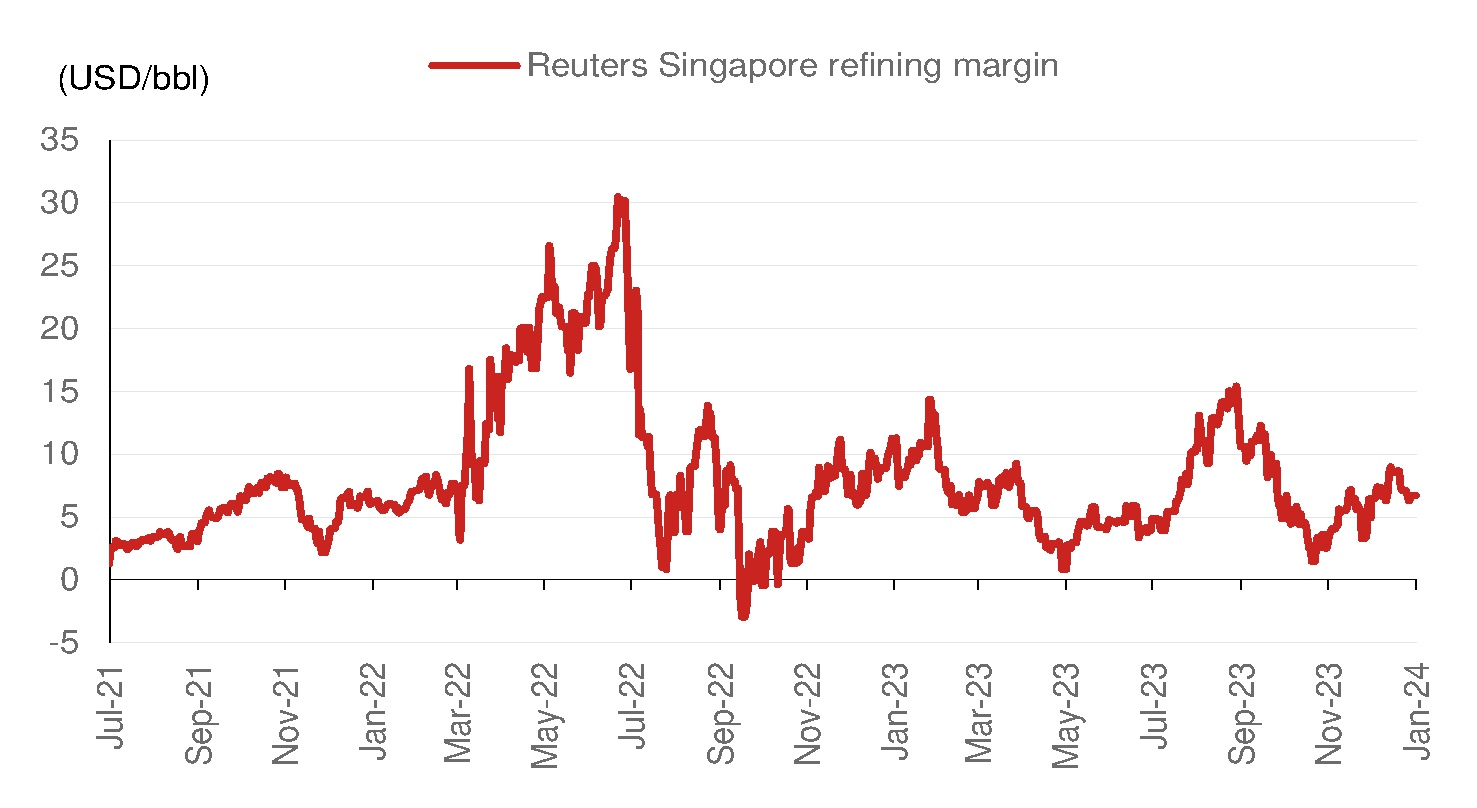 (USD/bbl)
Reuters Singapore refining margin
35
30
25
20
15
10
5
0
-5
Jul-21
Sep-21
Nov-21
Jan-22
Mar-22
May-22
Jul-22
Sep-22
Nov-22
Jan-23
Mar-23
May-23
Jul-23
Sep-23
Nov-23
Jan-24